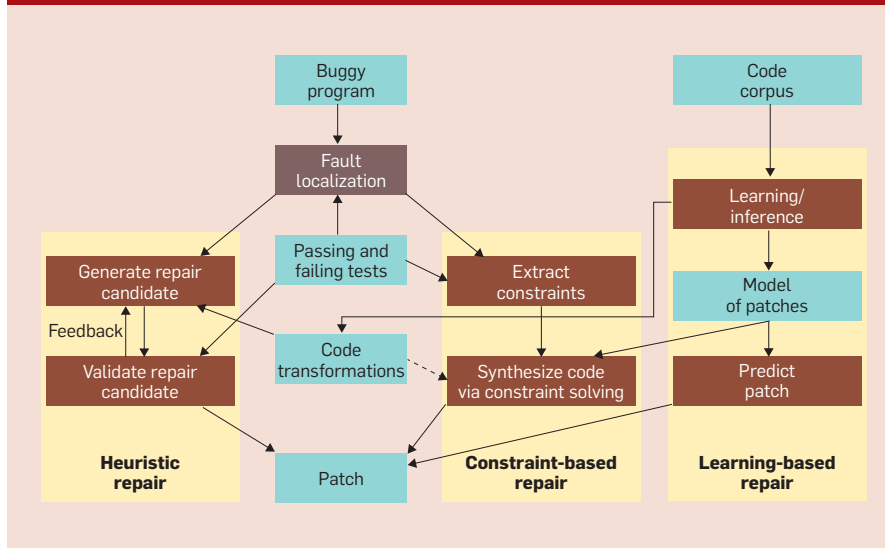 Buggy
program
Code
corpus
Fault
localization
Learning/
inference
Passing and
failing tests
Generate repair
candidate
Extract
constraints
Model
of patches
Feedback
Code
transformations
Validate repair
candidate
Synthesize code
via constraint solving
Predict
patch
Heuristic
repair
Patch
Constraint-based
repair
Learning-based
repair